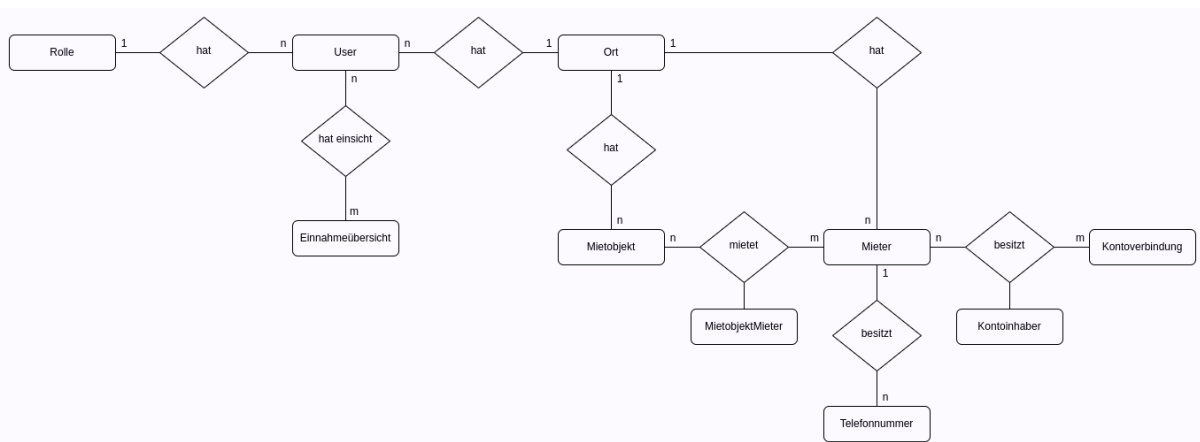 Rolle
1
hat
n
User
n
hat
1
Ort
1
hat
n
hat einsicht
m
Einnahmeübersicht
1
hat
n
Mietobjekt
n
mietet
m
MietobjektMieter
n
Mieter
n
besitzt
m
Kontoverbindung
Kontoinhaber
1
besitzt
n
Telefonnummer